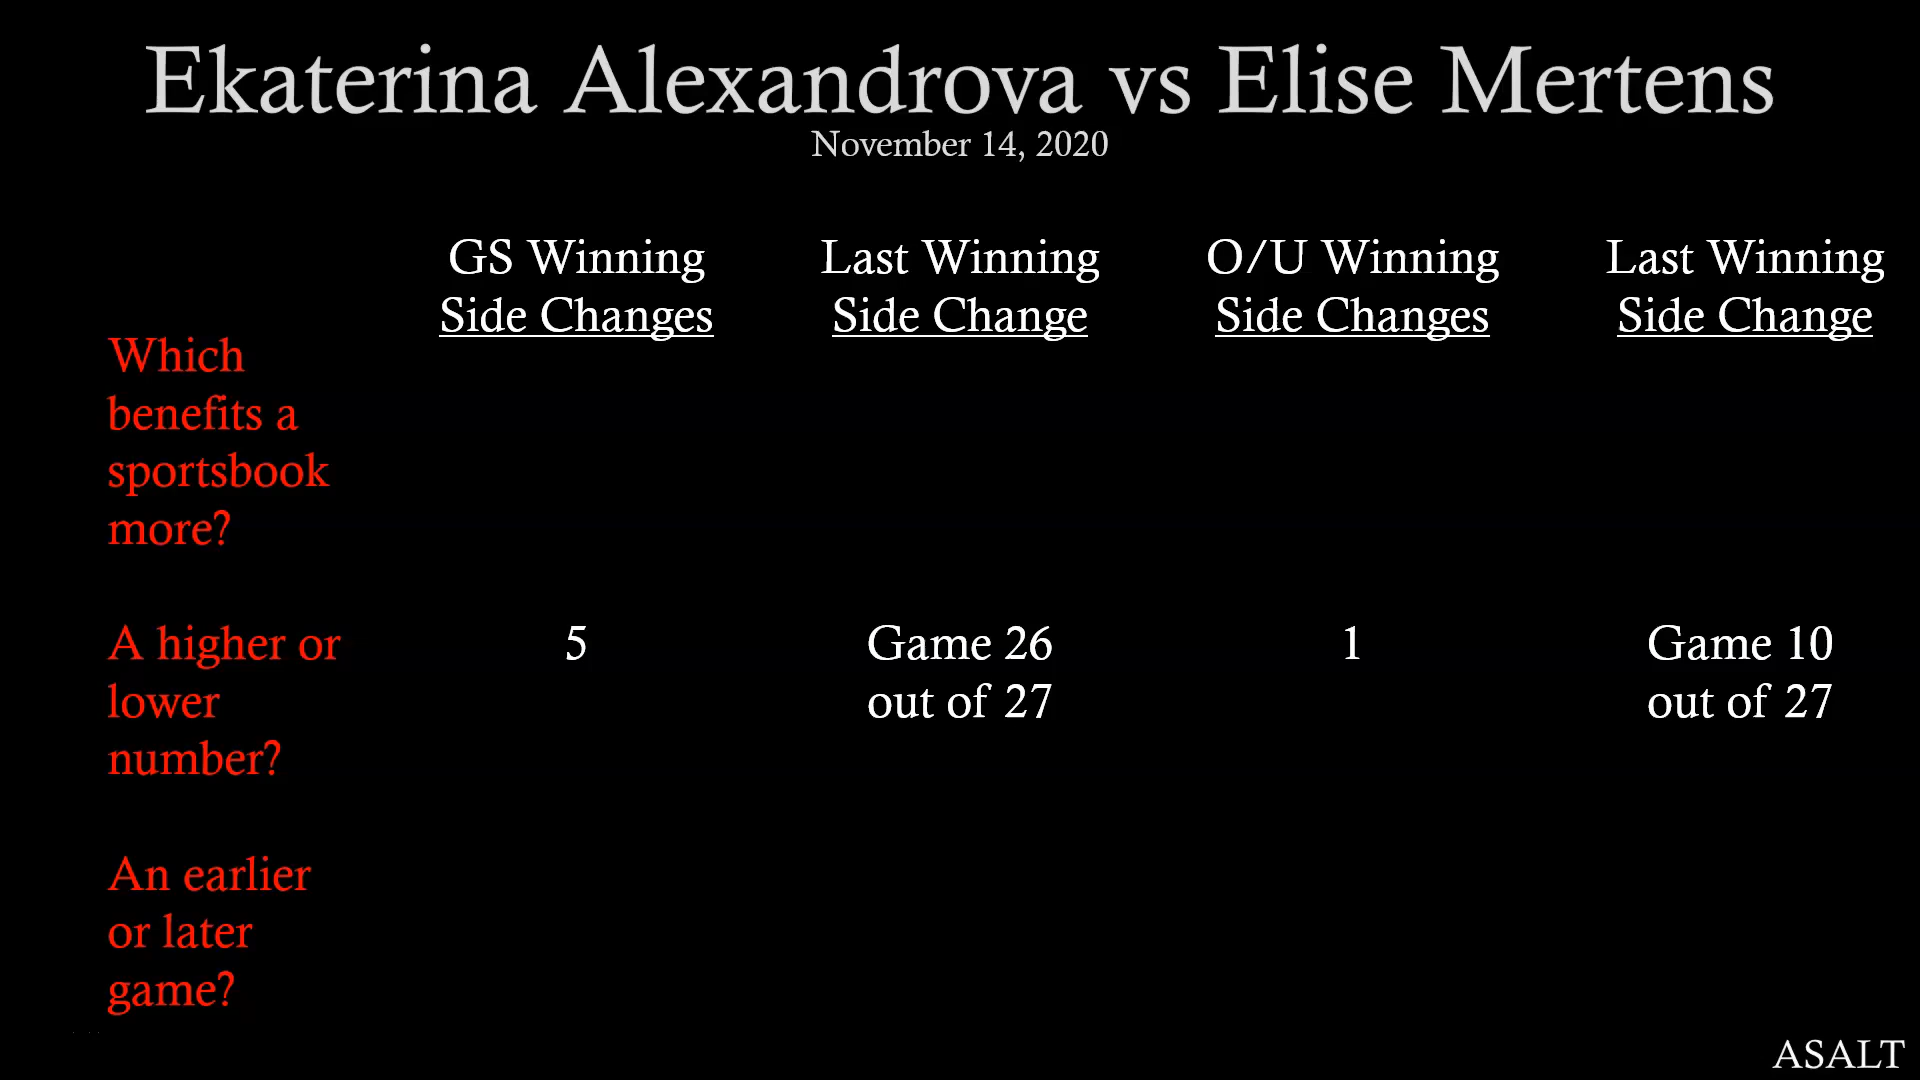 Ekaterina Alexandrova vs Elise Mertens
November 14, 2020
GS Winning
Side Changes
Last Winning
Side Change
O/U Winning
Side Changes
Last Winning
Side Change
Which
benefits a
sportsbook
more?
A higher or
lower
number?
5
Game 26
out of 27
1
Game 10
out of 27
An earlier
or later
game?
ASALT